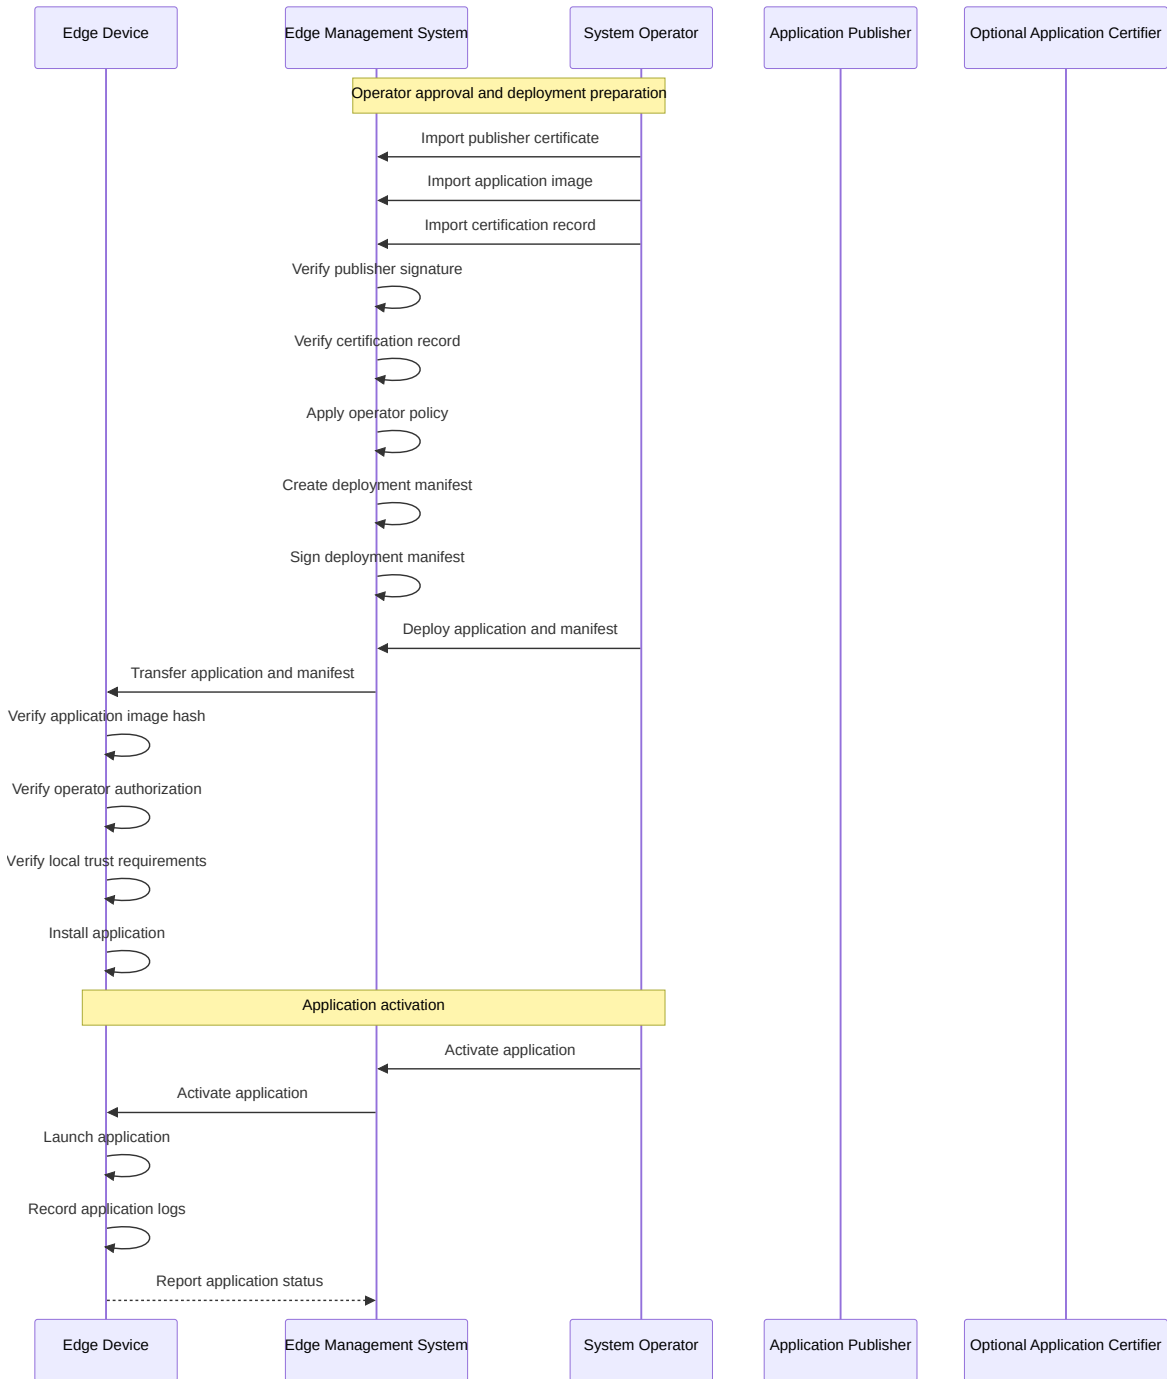 Edge Device
Edge Management System
System Operator
Application Publisher
Optional Application Certifier
Operator approval and deployment preparation
Import publisher certificate
Import application image
Import certification record
Verify publisher signature
Verify certification record
Apply operator policy
Create deployment manifest
Sign deployment manifest
Deploy application and manifest
Transfer application and manifest
Verify application image hash
Verify operator authorization
Verify local trust requirements
Install application
Application activation
Activate application
Activate application
Launch application
Record application logs
Report application status
Edge Device
Edge Management System
System Operator
Application Publisher
Optional Application Certifier